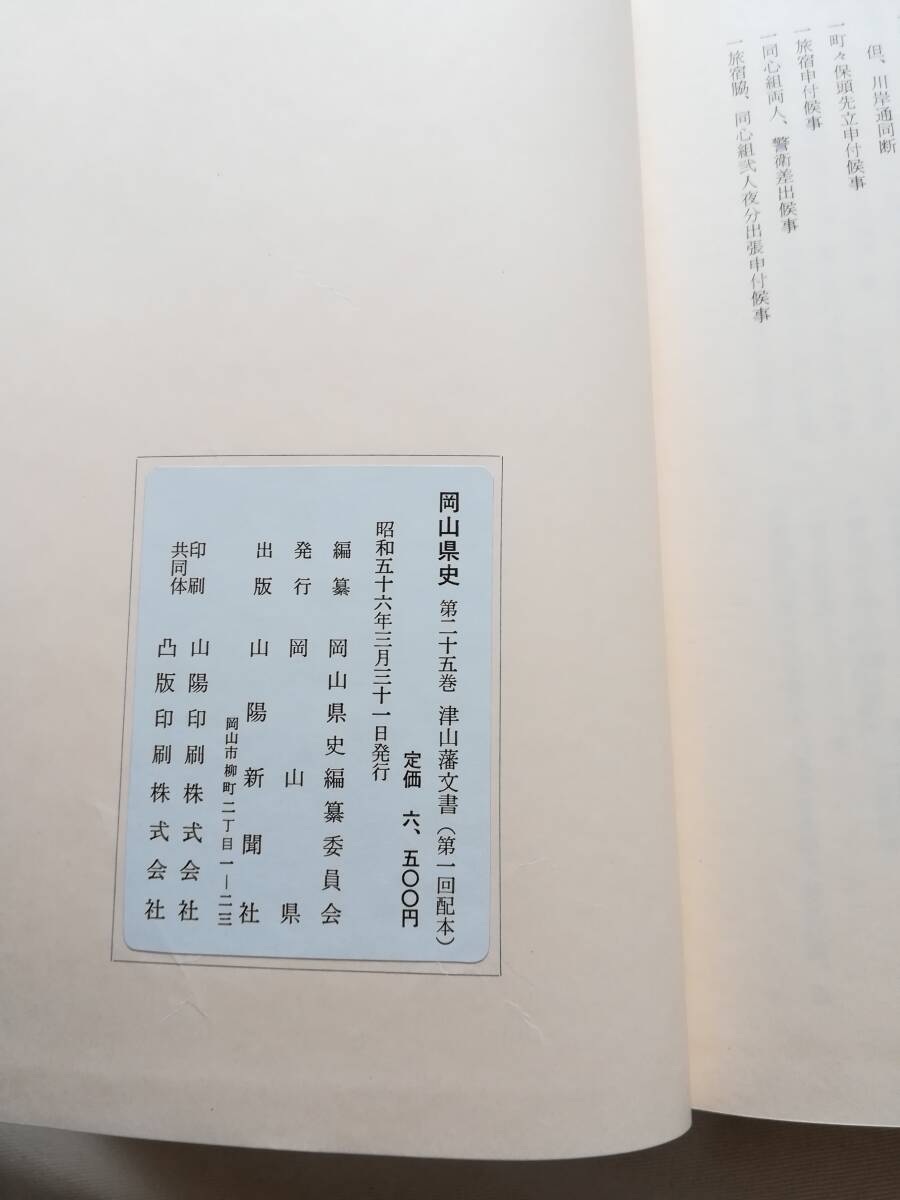 但、川岸通同断
一町々保頭先立申付候事
一旅宿申付候事
一同心組両人、警衛差出候事
一旅宿脇、同心組弐人夜分出張申付候事
岡山県史 第二十五巻 津山藩文書(第一回配本)
定価 六、五〇〇円
昭和五十六年三月三十一日発行
編纂 岡山県史編纂委員会
発行 岡山県
出版 山陽新聞社
岡山市柳町二丁目一—二三
印刷共同体 山陽印刷株式会社
凸版印刷株式会社